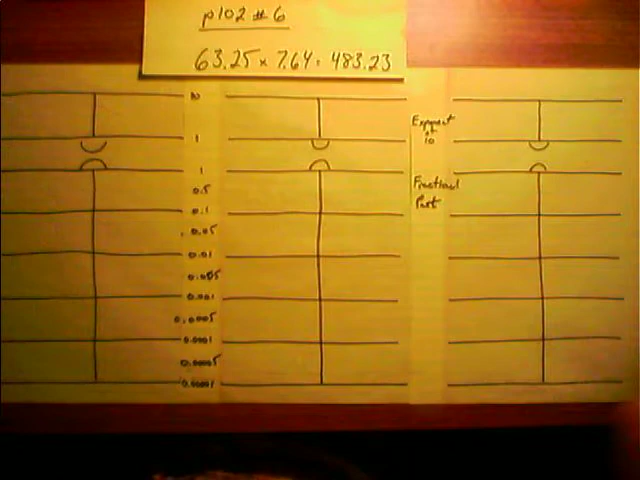 p102 #6
63.25 × 7.64 = 483.23
10
1
1
0.5
0.1
0.05
0.01
0.005
0.001
0.0005
0.0001
0.00005
0.00001
Exponent
of
10
Fractional
Part